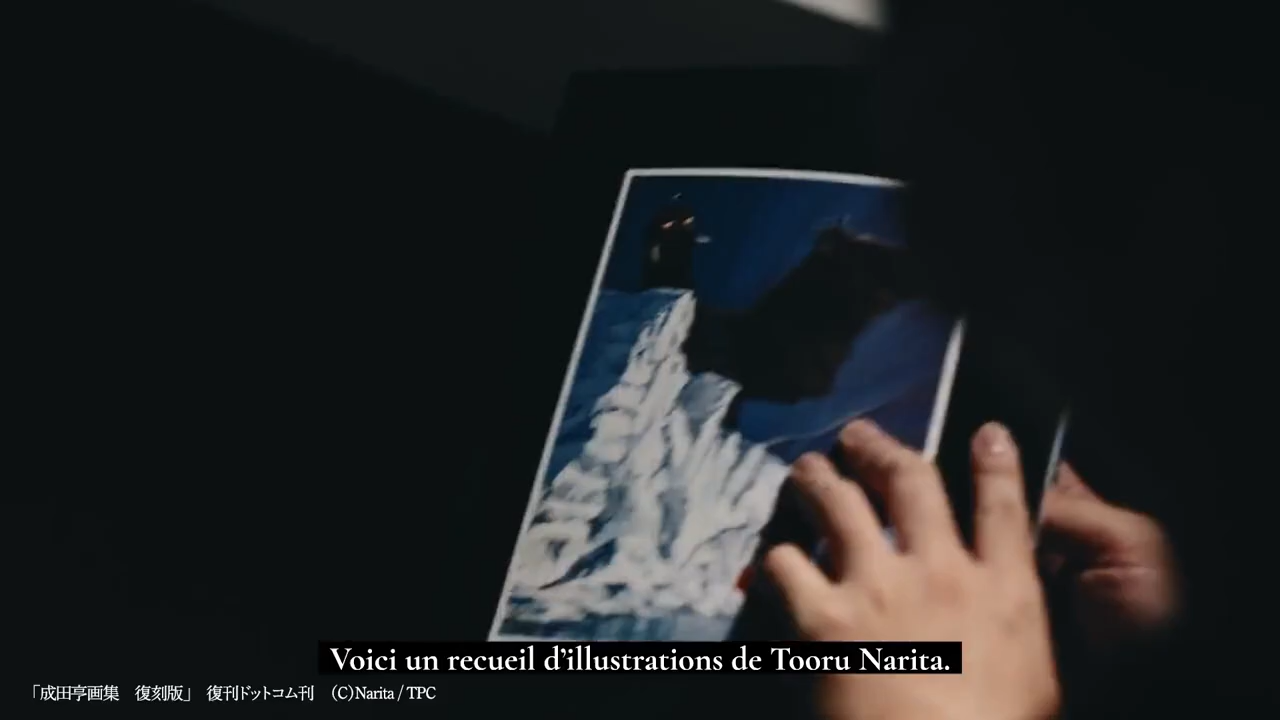 Voici un recueil d'illustrations de Tooru Narita.
「成田亨画集　復刻版」　復刊ドットコム刊　(C)Narita / TPC